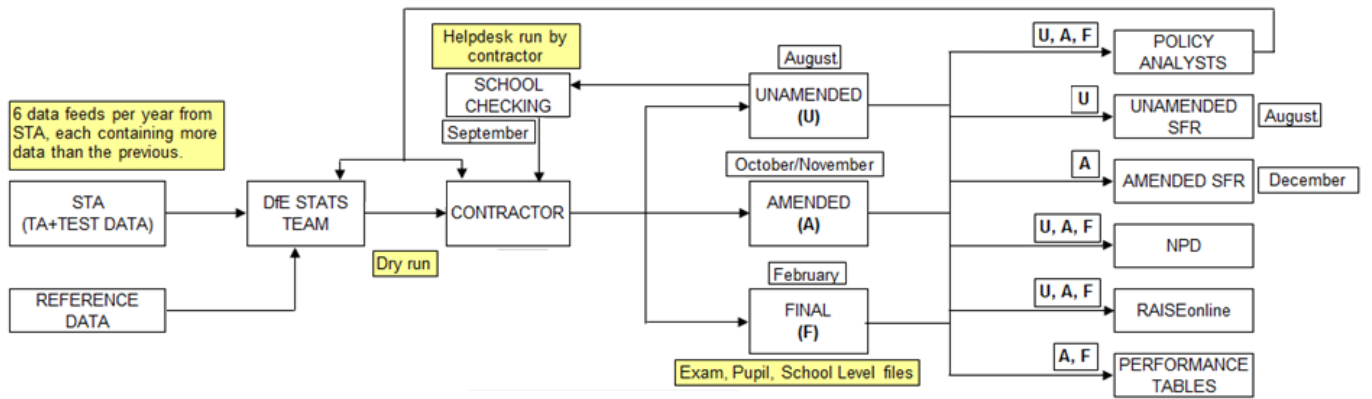 6 data feeds per year from
STA, each containing more
data than the previous.
STA
(TA+TEST DATA)
REFERENCE
DATA
DfE STATS
TEAM
Dry run
Helpdesk run by
contractor
SCHOOL
CHECKING
September
CONTRACTOR
August
UNAMENDED
(U)
October/November
AMENDED
(A)
February
FINAL
(F)
Exam, Pupil, School Level files
U, A, F
POLICY
ANALYSTS
U
UNAMENDED
SFR
August
A
AMENDED SFR
December
U, A, F
NPD
U, A, F
RAISEonline
A, F
PERFORMANCE
TABLES